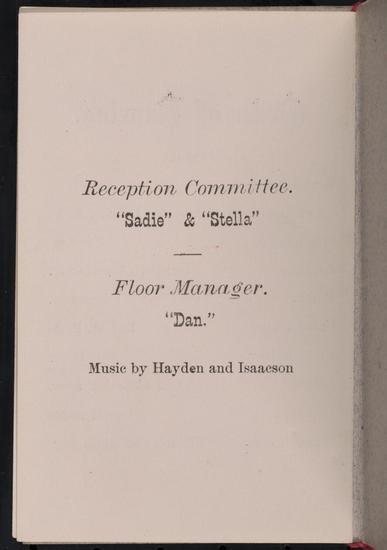 Reception Committee.
"Sadie" & "Stella"
Floor Manager.
"Dan."
Music by Hayden and Isaacson